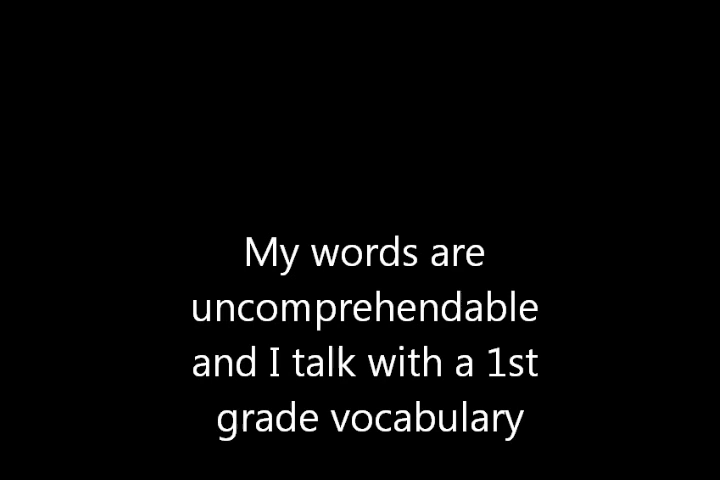 My words are
uncomprehendable
and I talk with a 1st
grade vocabulary